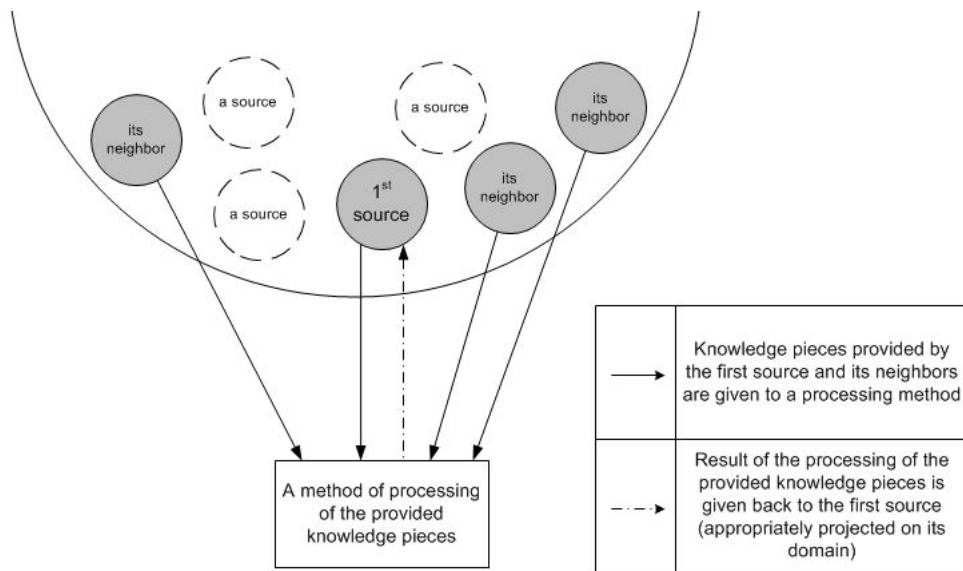 its
neighbor
a source
a source
its
neighbor
a source
1st
source
its
neighbor
A method of processing
of the provided
knowledge pieces
Knowledge pieces provided by
the first source and its neighbors
are given to a processing method
Result of the processing of the
provided knowledge pieces is
given back to the first source
(appropriately projected on its
domain)